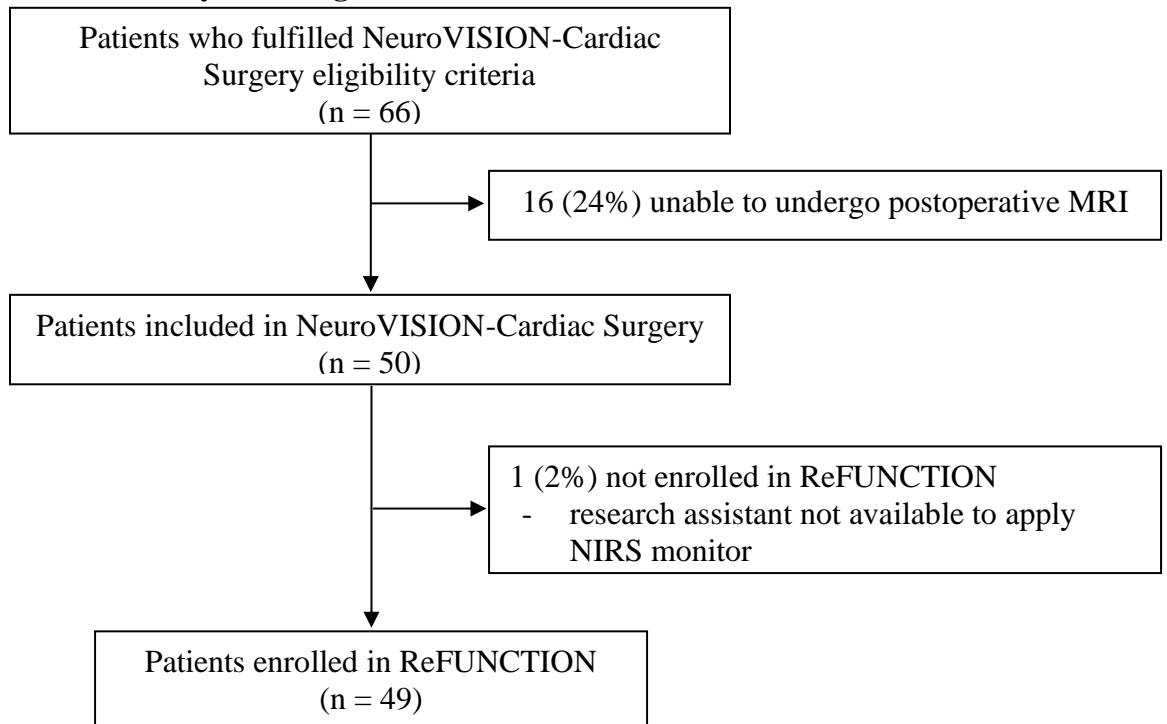 Patients who fulfilled NeuroVISION-Cardiac
Surgery eligibility criteria
(n = 66)
16 (24%) unable to undergo postoperative MRI
Patients included in NeuroVISION-Cardiac Surgery
(n = 50)
1 (2%) not enrolled in ReFUNCTION
- research assistant not available to apply
NIRS monitor
Patients enrolled in ReFUNCTION
(n = 49)